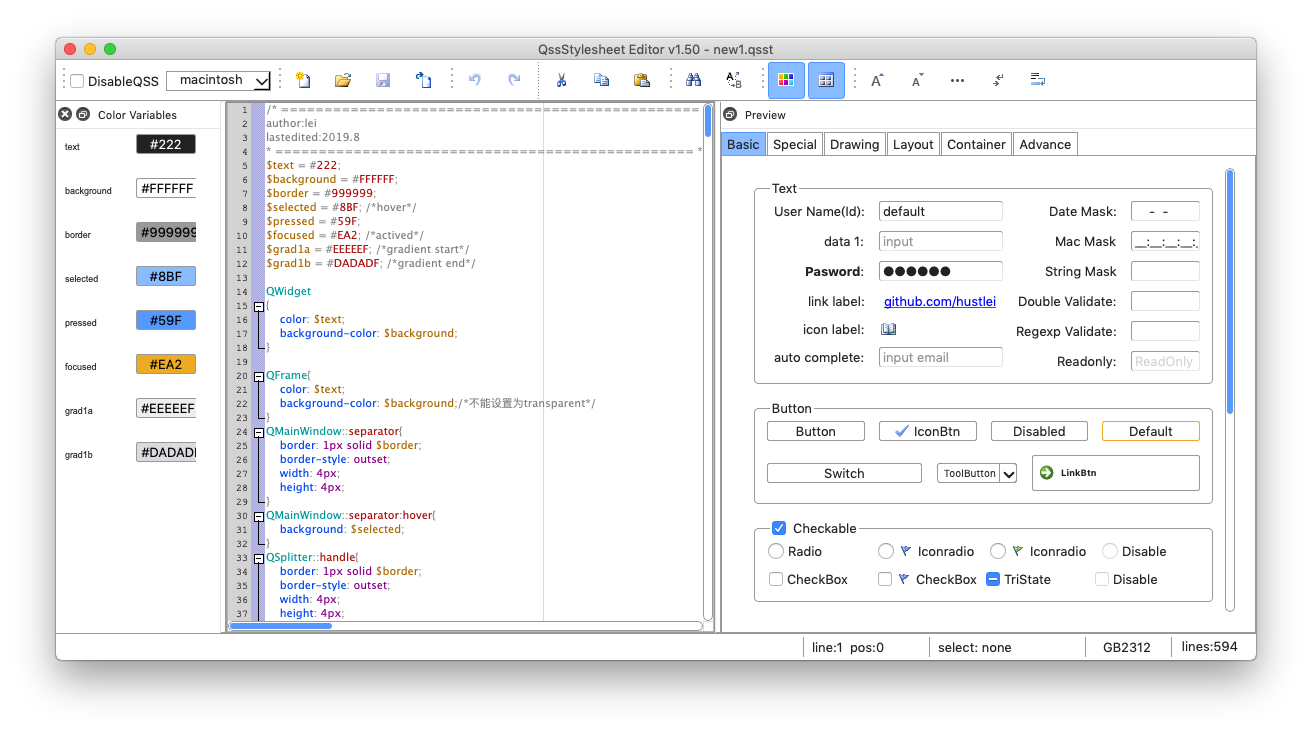 QssStylesheet Editor v1.50 - new1.qsst
DisableQSS
macintosh
Color Variables
text
#222
background
#FFFFFF
border
#999999
selected
#8BF
pressed
#59F
focused
#EA2
grad1a
#EEEEEF
grad1b
#DADADI
1 /* ================================================
2 author:lei
3 lastedited:2019.8
4 * ================================================ *
5 $text = #222;
6 $background = #FFFFFF;
7 $border = #999999;
8 $selected = #8BF; /*hover*/
9 $pressed = #59F;
10 $focused = #EA2; /*actived*/
11 $grad1a = #EEEEEF; /*gradient start*/
12 $grad1b = #DADADF; /*gradient end*/
13
14 QWidget
15 {
16 color: $text;
17 background-color: $background;
18 }
19
20 QFrame{
21 color: $text;
22 background-color: $background;/*不能设置为transparent*/
23 }
24 QMainWindow::separator{
25 border: 1px solid $border;
26 border-style: outset;
27 width: 4px;
28 height: 4px;
29 }
30 QMainWindow::separator:hover{
31 background: $selected;
32 }
33 QSplitter::handle{
34 border: 1px solid $border;
35 border-style: outset;
36 width: 4px;
37 height: 4px;
Preview
Basic Special Drawing Layout Container Advance
Text
User Name(Id): default Date Mask: - -
data 1: input Mac Mask __:__:__:__:.
Pasword: ●●●●●● String Mask
link label: github.com/hustlei Double Validate:
icon label: Regexp Validate:
auto complete: input email Readonly: ReadOnly
Button
Button IconBtn Disabled Default
Switch ToolButton LinkBtn
Checkable
Radio Iconradio Iconradio Disable
CheckBox CheckBox TriState Disable
line:1 pos:0 select: none GB2312 lines:594